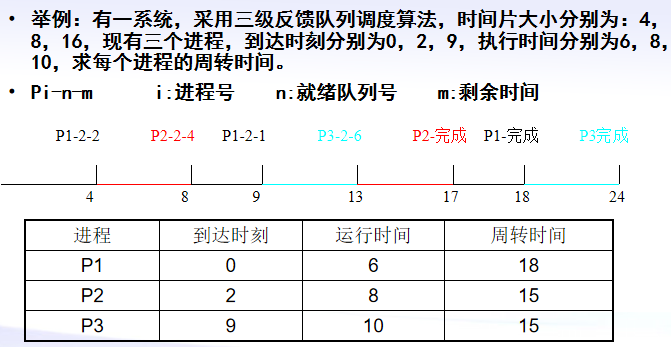 • 举例：有一系统，采用三级反馈队列调度算法，时间片大小分别为：4，
8，16，现有三个进程，到达时刻分别为0，2，9，执行时间分别为6，8，
10，求每个进程的周转时间。
• Pi-n-m i:进程号 n:就绪队列号 m:剩余时间
P1-2-2 P2-2-4 P1-2-1 P3-2-6 P2-完成 P1-完成 P3完成
4 8 9 13 17 18 24
进程 到达时刻 运行时间 周转时间
P1 0 6 18
P2 2 8 15
P3 9 10 15